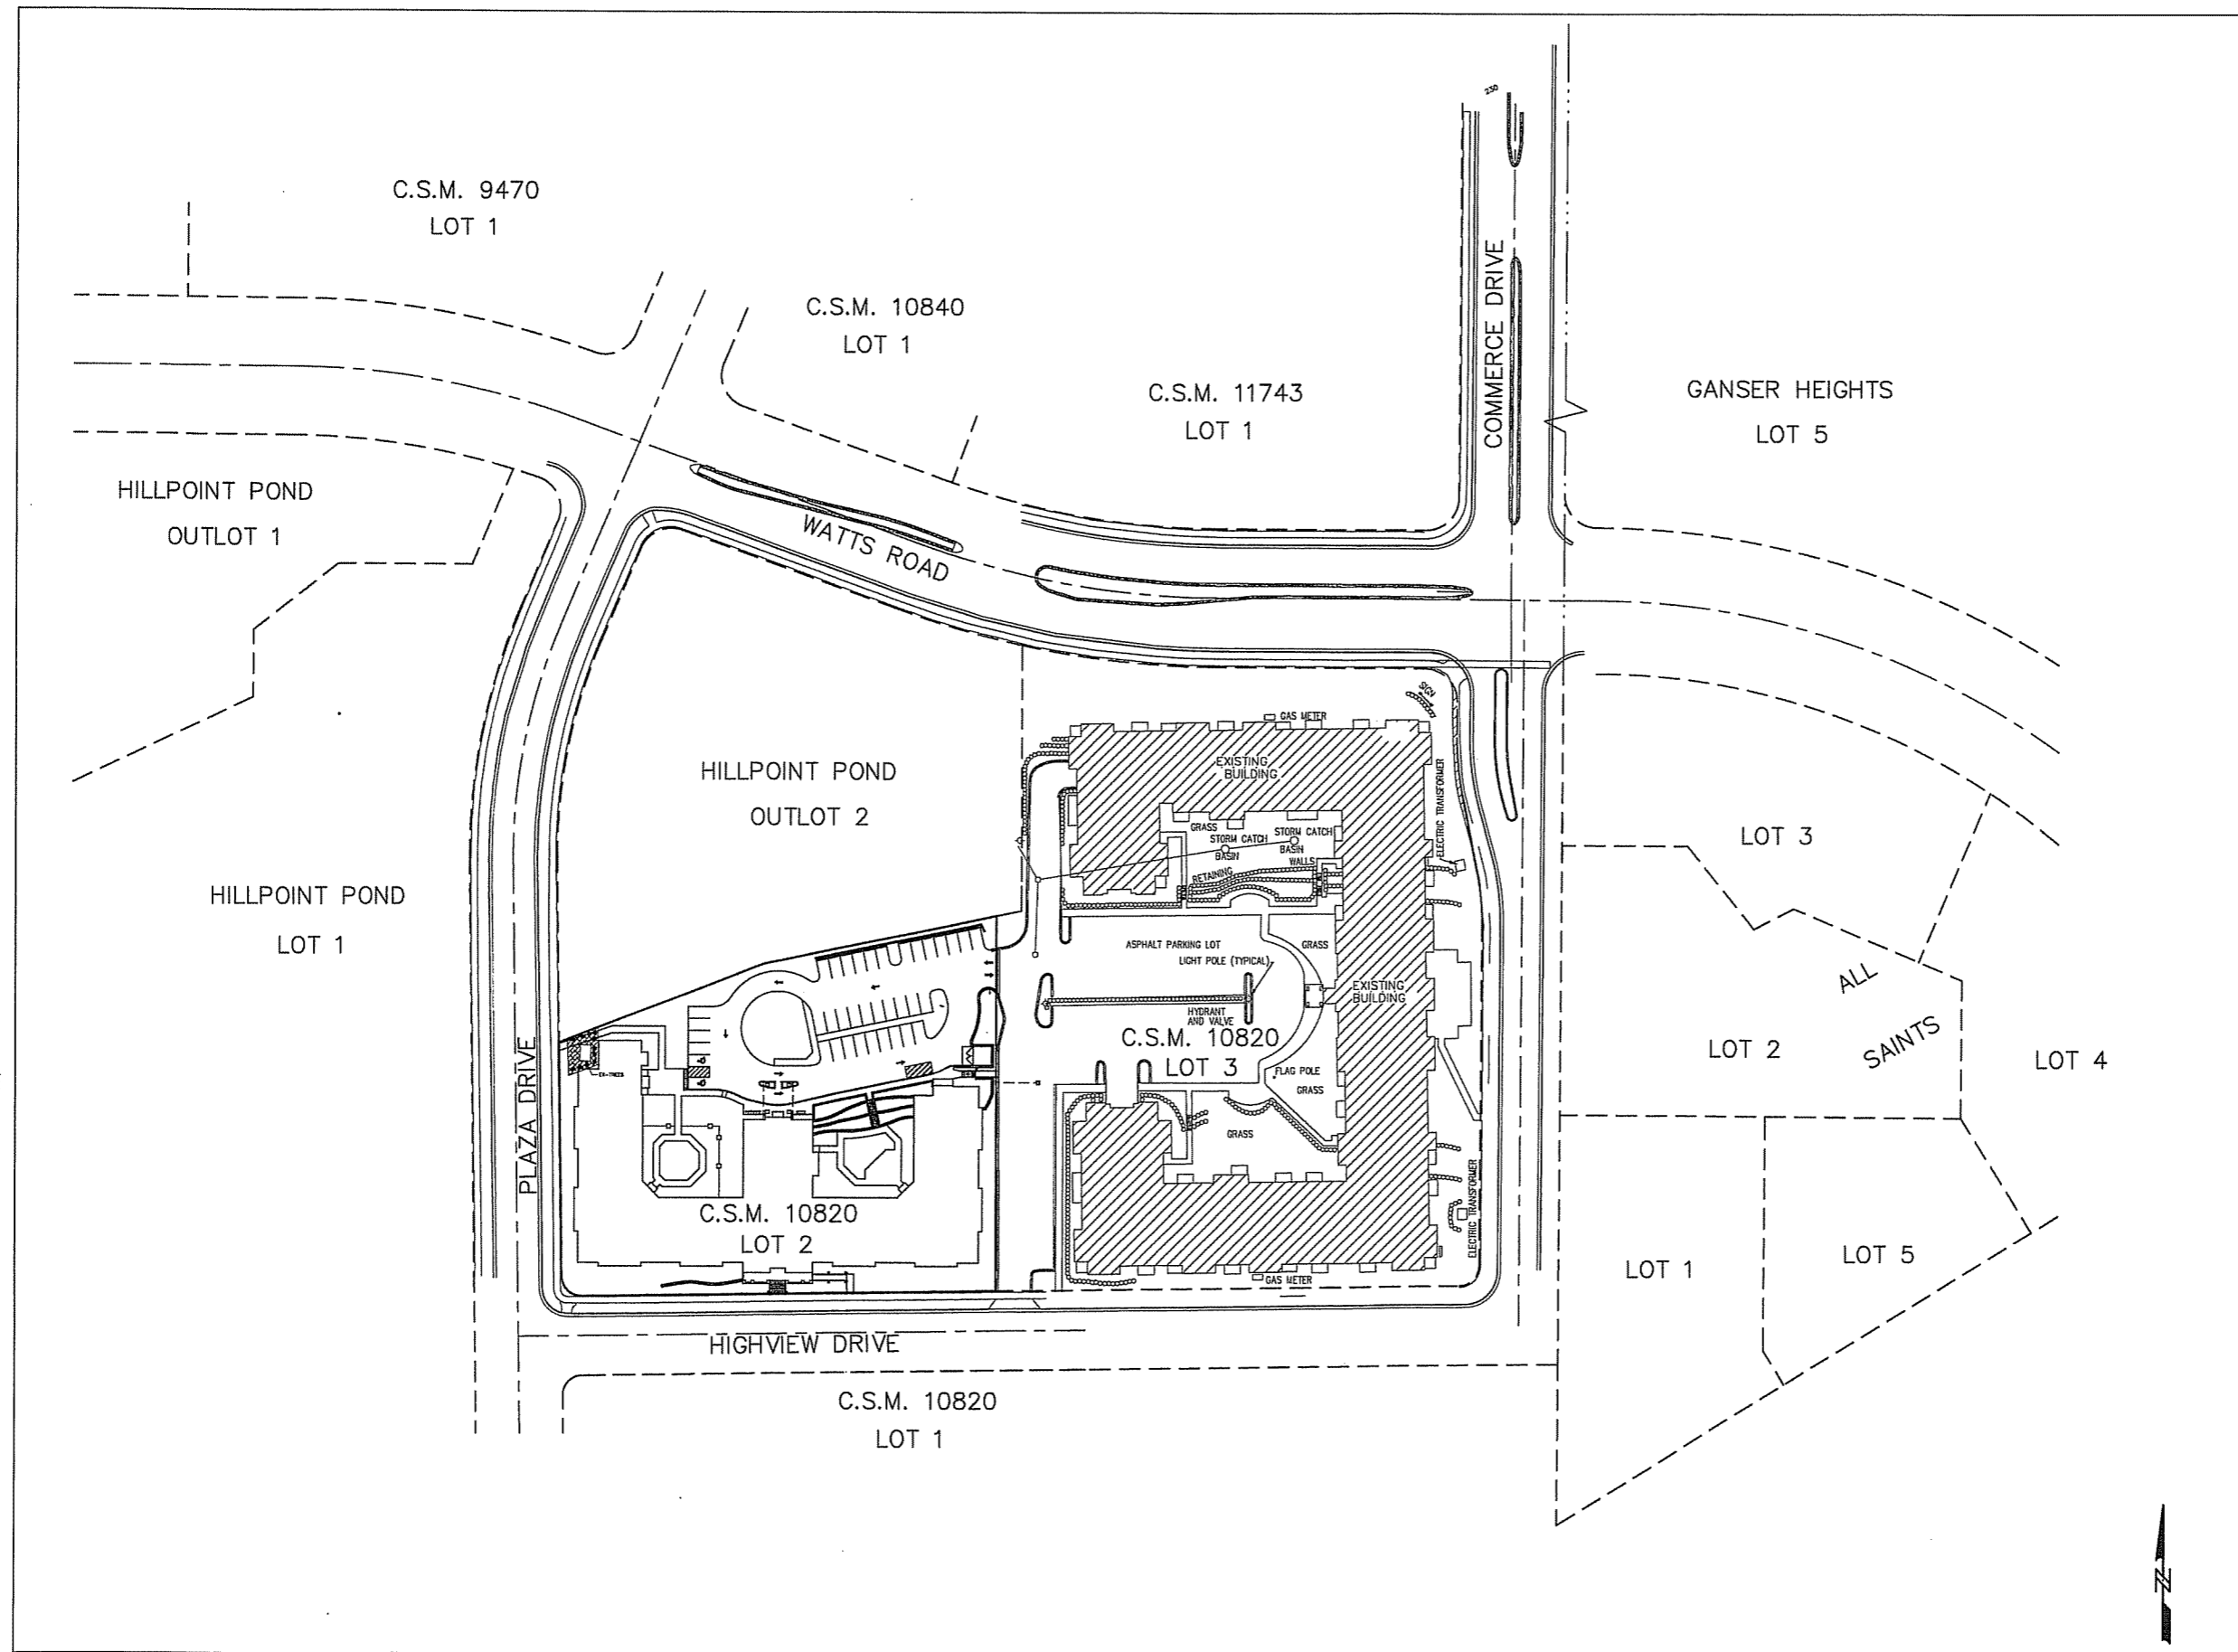 230
C.S.M. 9470
LOT 1
C.S.M. 10840
LOT 1
C.S.M. 11743
LOT 1
COMMERCE DRIVE
GANSER HEIGHTS
LOT 5
HILLPOINT POND
OUTLOT 1
WATTS ROAD
SIGN
GAS METER
EXISTING
BUILDING
ELECTRIC TRANSFORMER
HILLPOINT POND
OUTLOT 2
GRASS
STORM CATCH
BASIN
STORM CATCH
BASIN
RETAINING
WALLS
LOT 3
HILLPOINT POND
LOT 1
ASPHALT PARKING LOT
LIGHT POLE (TYPICAL)
GRASS
EXISTING
BUILDING
HYDRANT
AND VALVE
C.S.M. 10820
LOT 3
FLAG POLE
GRASS
GRASS
ALL
SAINTS
LOT 2
LOT 4
PLAZA DRIVE
C.S.M. 10820
LOT 2
ELECTRIC TRANSFORMER
GAS METER
LOT 1
LOT 5
HIGHVIEW DRIVE
C.S.M. 10820
LOT 1
N